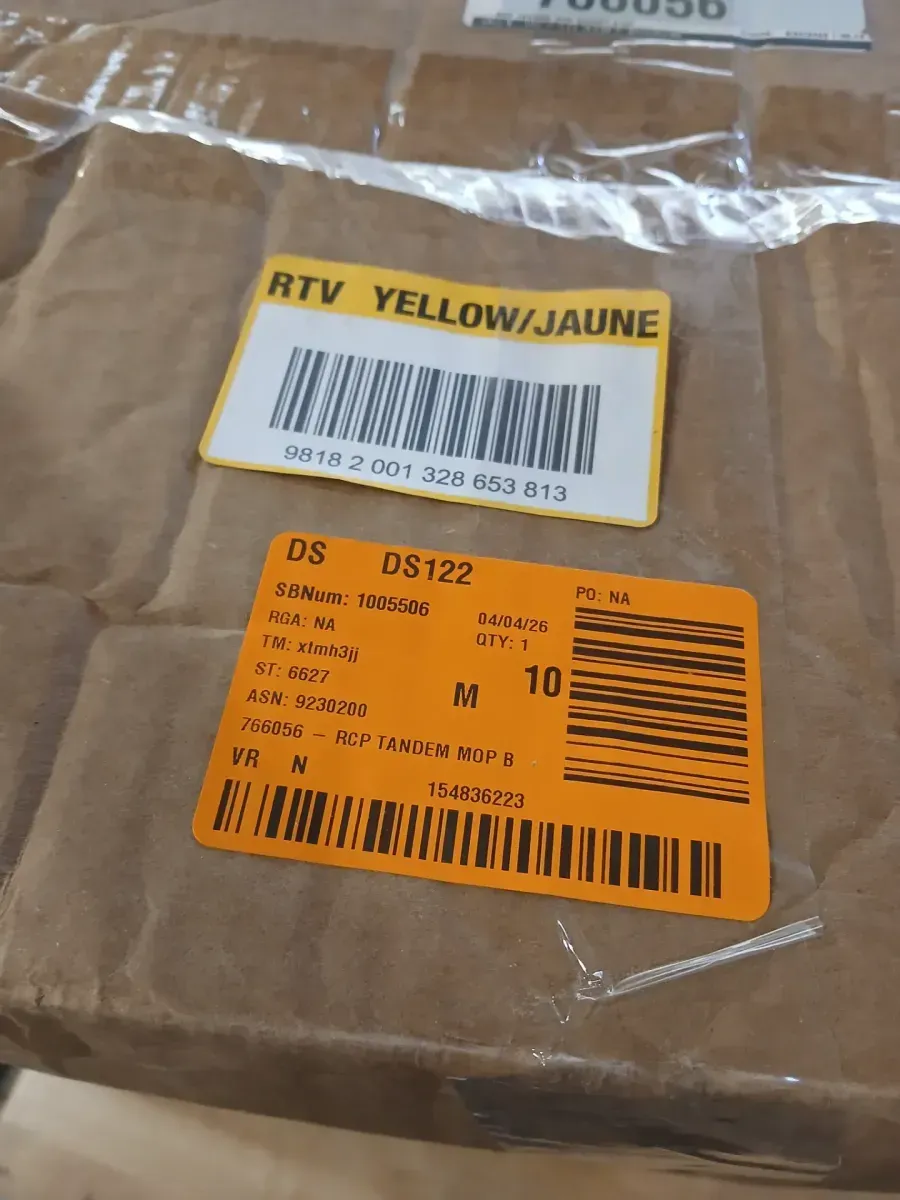 766056
RTV YELLOW/JAUNE
9818 2 001 328 653 813
DS DS122
SBNum: 1005506
04/04/26
PO: NA
RGA: NA
QTY: 1
TM: xtmh3jj
ST: 6627
M 10
ASN: 9230200
766056 – RCP TANDEM MOP B
VR N
154836223